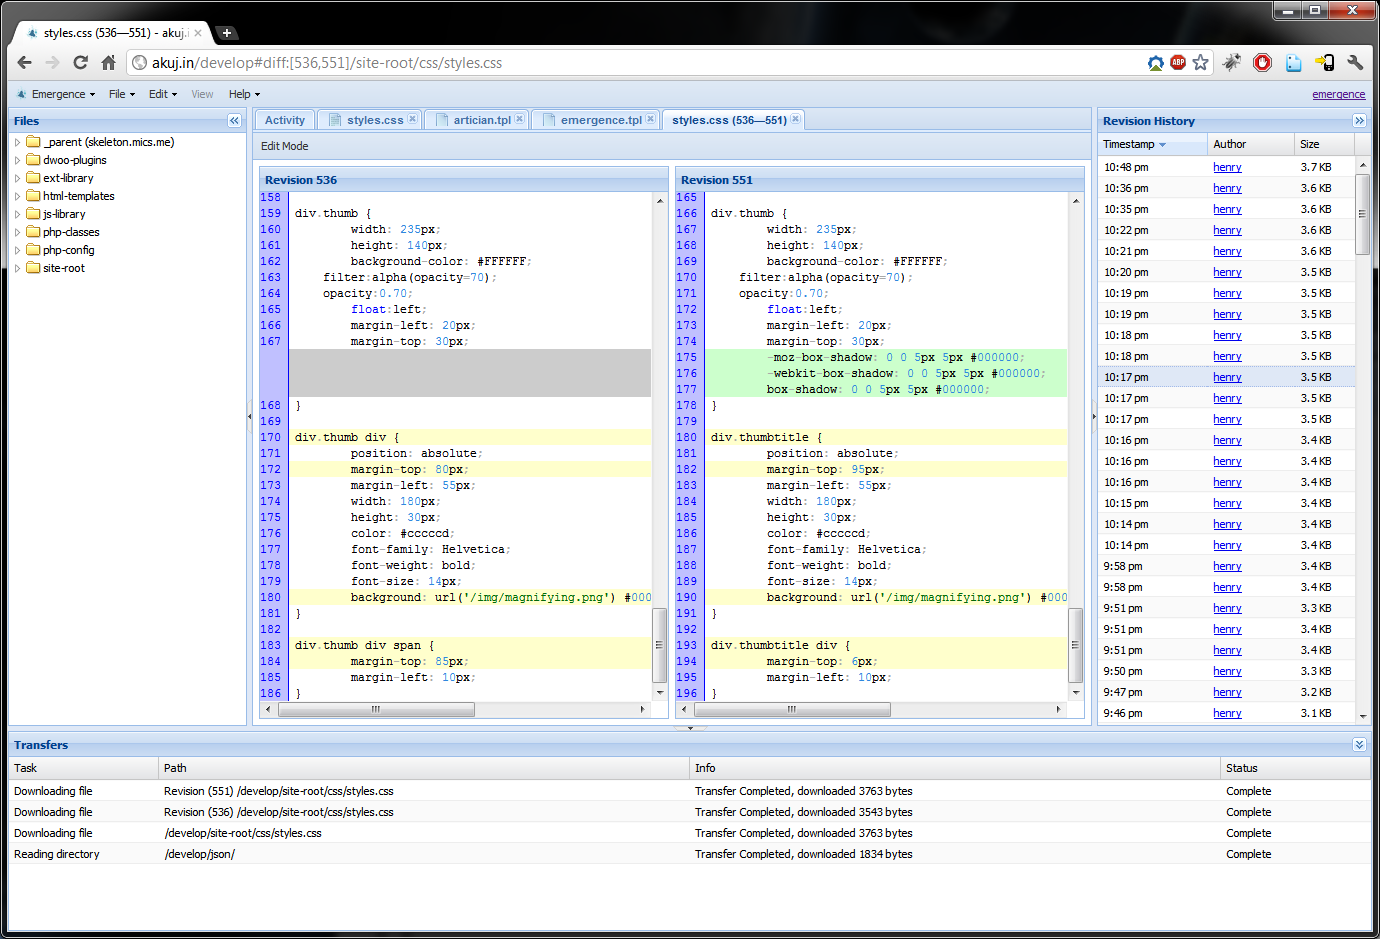 styles.css (536—551) - akuj.i
akuj.in/develop#diff:[536,551]/site-root/css/styles.css
ABP
Emergence File Edit View Help emergence
Files
_parent (skeleton.mics.me)
dwoo-plugins
ext-library
html-templates
js-library
php-classes
php-config
site-root
Activity styles.css artician.tpl emergence.tpl styles.css (536—551)
Edit Mode
Revision 536
158
159 div.thumb {
160 width: 235px;
161 height: 140px;
162 background-color: #FFFFFF;
163 filter:alpha(opacity=70);
164 opacity:0.70;
165 float:left;
166 margin-left: 20px;
167 margin-top: 30px;
168 }
169
170 div.thumb div {
171 position: absolute;
172 margin-top: 80px;
173 margin-left: 55px;
174 width: 180px;
175 height: 30px;
176 color: #cccccd;
177 font-family: Helvetica;
178 font-weight: bold;
179 font-size: 14px;
180 background: url('/img/magnifying.png') #000
181 }
182
183 div.thumb div span {
184 margin-top: 85px;
185 margin-left: 10px;
186 }
Revision 551
165
166 div.thumb {
167 width: 235px;
168 height: 140px;
169 background-color: #FFFFFF;
170 filter:alpha(opacity=70);
171 opacity:0.70;
172 float:left;
173 margin-left: 20px;
174 margin-top: 30px;
175 -moz-box-shadow: 0 0 5px 5px #000000;
176 -webkit-box-shadow: 0 0 5px 5px #000000;
177 box-shadow: 0 0 5px 5px #000000;
178 }
179
180 div.thumbtitle {
181 position: absolute;
182 margin-top: 95px;
183 margin-left: 55px;
184 width: 180px;
185 height: 30px;
186 color: #cccccd;
187 font-family: Helvetica;
188 font-weight: bold;
189 font-size: 14px;
190 background: url('/img/magnifying.png') #000
191 }
192
193 div.thumbtitle div {
194 margin-top: 6px;
195 margin-left: 10px;
196 }
Revision History
Timestamp Author Size
10:48 pm henry 3.7 KB
10:36 pm henry 3.6 KB
10:35 pm henry 3.6 KB
10:22 pm henry 3.6 KB
10:21 pm henry 3.6 KB
10:20 pm henry 3.5 KB
10:19 pm henry 3.5 KB
10:19 pm henry 3.5 KB
10:18 pm henry 3.5 KB
10:18 pm henry 3.5 KB
10:17 pm henry 3.5 KB
10:17 pm henry 3.5 KB
10:17 pm henry 3.5 KB
10:16 pm henry 3.4 KB
10:16 pm henry 3.4 KB
10:16 pm henry 3.4 KB
10:15 pm henry 3.4 KB
10:14 pm henry 3.4 KB
10:14 pm henry 3.4 KB
9:58 pm henry 3.4 KB
9:58 pm henry 3.4 KB
9:51 pm henry 3.3 KB
9:51 pm henry 3.4 KB
9:51 pm henry 3.4 KB
9:50 pm henry 3.3 KB
9:47 pm henry 3.2 KB
9:46 pm henry 3.1 KB
Transfers
Task Path Info Status
Downloading file Revision (551) /develop/site-root/css/styles.css Transfer Completed, downloaded 3763 bytes Complete
Downloading file Revision (536) /develop/site-root/css/styles.css Transfer Completed, downloaded 3543 bytes Complete
Downloading file /develop/site-root/css/styles.css Transfer Completed, downloaded 3763 bytes Complete
Reading directory /develop/json/ Transfer Completed, downloaded 1834 bytes Complete